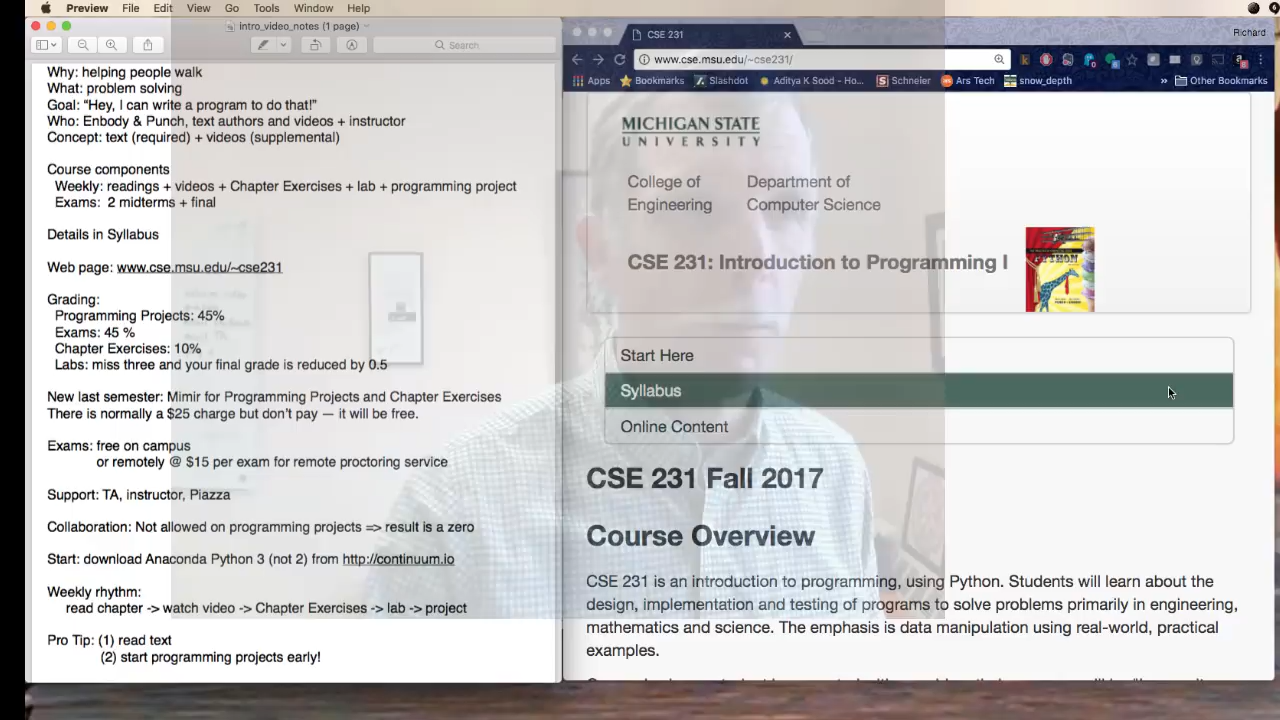 Preview File Edit View Go Tools Window Help
intro_video_notes (1 page)
Search
Why: helping people walk
What: problem solving
Goal: “Hey, I can write a program to do that!”
Who: Enbody & Punch, text authors and videos + instructor
Concept: text (required) + videos (supplemental)
Course components
Weekly: readings + videos + Chapter Exercises + lab + programming project
Exams: 2 midterms + final
Details in Syllabus
Web page: www.cse.msu.edu/~cse231
Grading:
Programming Projects: 45%
Exams: 45 %
Chapter Exercises: 10%
Labs: miss three and your final grade is reduced by 0.5
New last semester: Mimir for Programming Projects and Chapter Exercises
There is normally a $25 charge but don’t pay — it will be free.
Exams: free on campus
or remotely @ $15 per exam for remote proctoring service
Support: TA, instructor, Piazza
Collaboration: Not allowed on programming projects => result is a zero
Start: download Anaconda Python 3 (not 2) from http://continuum.io
Weekly rhythm:
read chapter -> watch video -> Chapter Exercises -> lab -> project
Pro Tip: (1) read text
(2) start programming projects early!
CSE 231
Richard
www.cse.msu.edu/~cse231/
Apps Bookmarks Slashdot Aditya K Sood - Ho... Schneier Ars Tech snow_depth » Other Bookmarks
MICHIGAN STATE
UNIVERSITY
College of
Engineering
Department of
Computer Science
CSE 231: Introduction to Programming I
PYTHON
Start Here
Syllabus
Online Content
CSE 231 Fall 2017
Course Overview
CSE 231 is an introduction to programming, using Python. Students will learn about the
design, implementation and testing of programs to solve problems primarily in engineering,
mathematics and science. The emphasis is data manipulation using real-world, practical
examples.